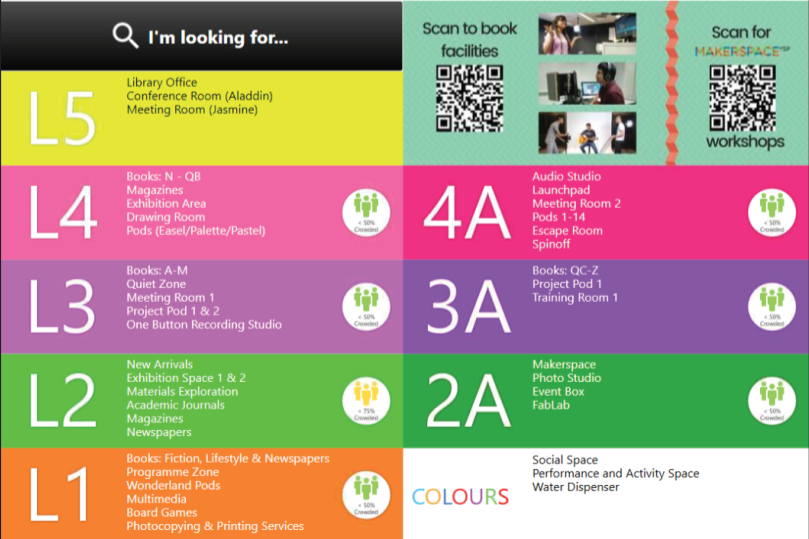 I'm looking for...
Scan to book
facilities
Scan for
MAKERSPACE
workshops
L5
Library Office
Conference Room (Aladdin)
Meeting Room (Jasmine)
L4
Books: N - QB
Magazines
Exhibition Area
Drawing Room
Pods (Easel/Palette/Pastel)
< 50%
Crowded
4A
Audio Studio
Launchpad
Meeting Room 2
Pods 1-14
Escape Room
Spinoff
< 50%
Crowded
L3
Books: A-M
Quiet Zone
Meeting Room 1
Project Pod 1 & 2
One Button Recording Studio
< 50%
Crowded
3A
Books: QC-Z
Project Pod 1
Training Room 1
< 50%
Crowded
L2
New Arrivals
Exhibition Space 1 & 2
Materials Exploration
Academic Journals
Magazines
Newspapers
< 75%
Crowded
2A
Makerspace
Photo Studio
Event Box
FabLab
< 50%
Crowded
L1
Books: Fiction, Lifestyle & Newspapers
Programme Zone
Wonderland Pods
Multimedia
Board Games
Photocopying & Printing Services
< 50%
Crowded
COLOURS
Social Space
Performance and Activity Space
Water Dispenser